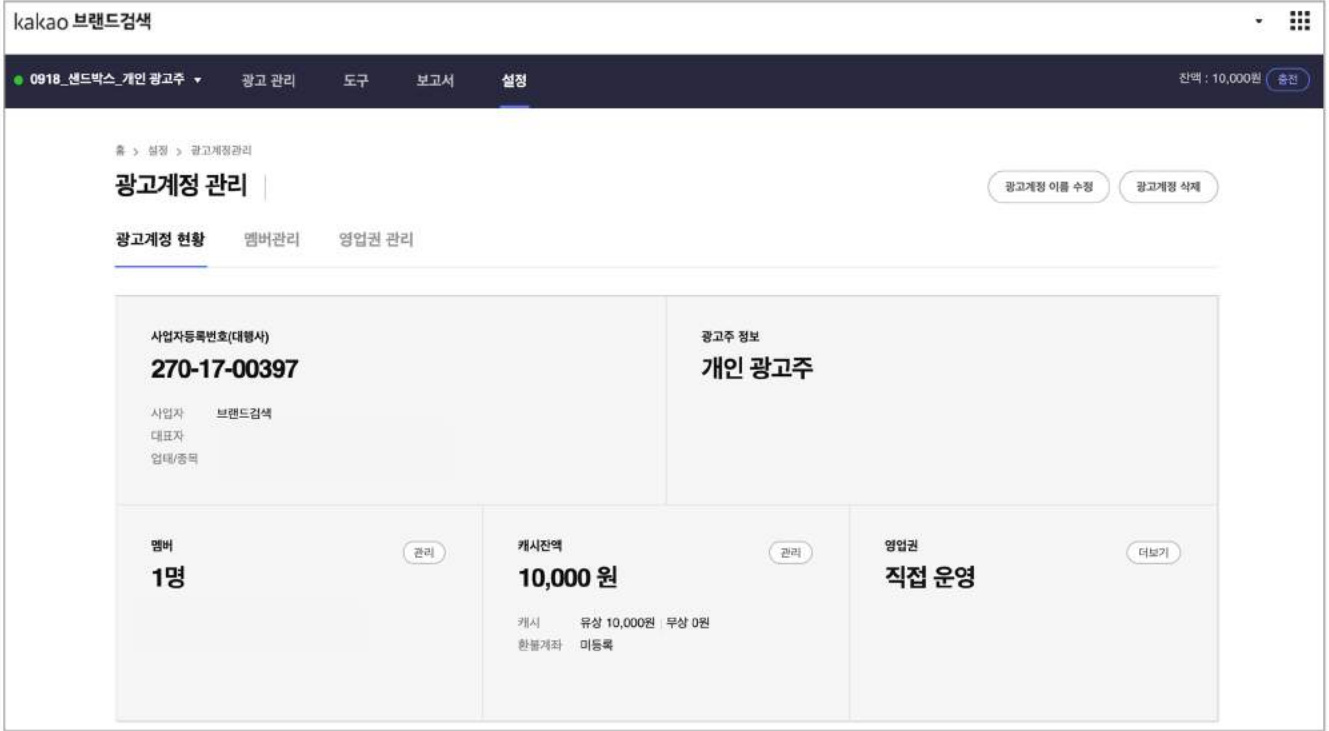 kakao 브랜드검색
0918_샌드박스_개인 광고주 광고 관리 도구 보고서 설정 잔액 : 10,000원 충전
홈 > 설정 > 광고계정관리
광고계정 관리 광고계정 이름 수정 광고계정 삭제
광고계정 현황 멤버관리 영업권 관리
사업자등록번호(대행사) 광고주 정보
270-17-00397 개인 광고주
사업자 브랜드검색
대표자
업태/종목
멤버 관리 캐시잔액 관리 영업권 더보기
1명 10,000 원 직접 운영
캐시 유상 10,000원 | 무상 0원
환불계좌 미등록